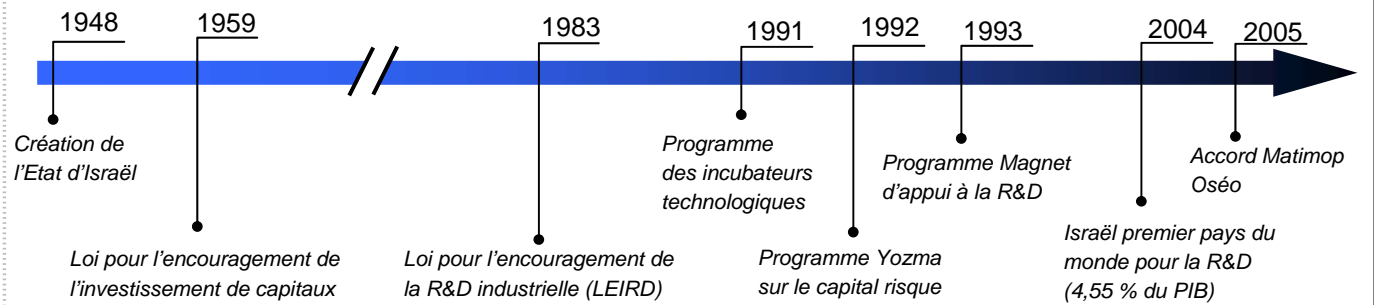 1948
Création de
l'Etat d'Israël
1959
Loi pour l'encouragement de
l'investissement de capitaux
1983
Loi pour l'encouragement de
la R&D industrielle (LEIRD)
1991
Programme
des incubateurs
technologiques
1992
Programme Yozma
sur le capital risque
1993
Programme Magnet
d'appui à la R&D
2004
Israël premier pays du
monde pour la R&D
(4,55 % du PIB)
2005
Accord Matimop
Oséo